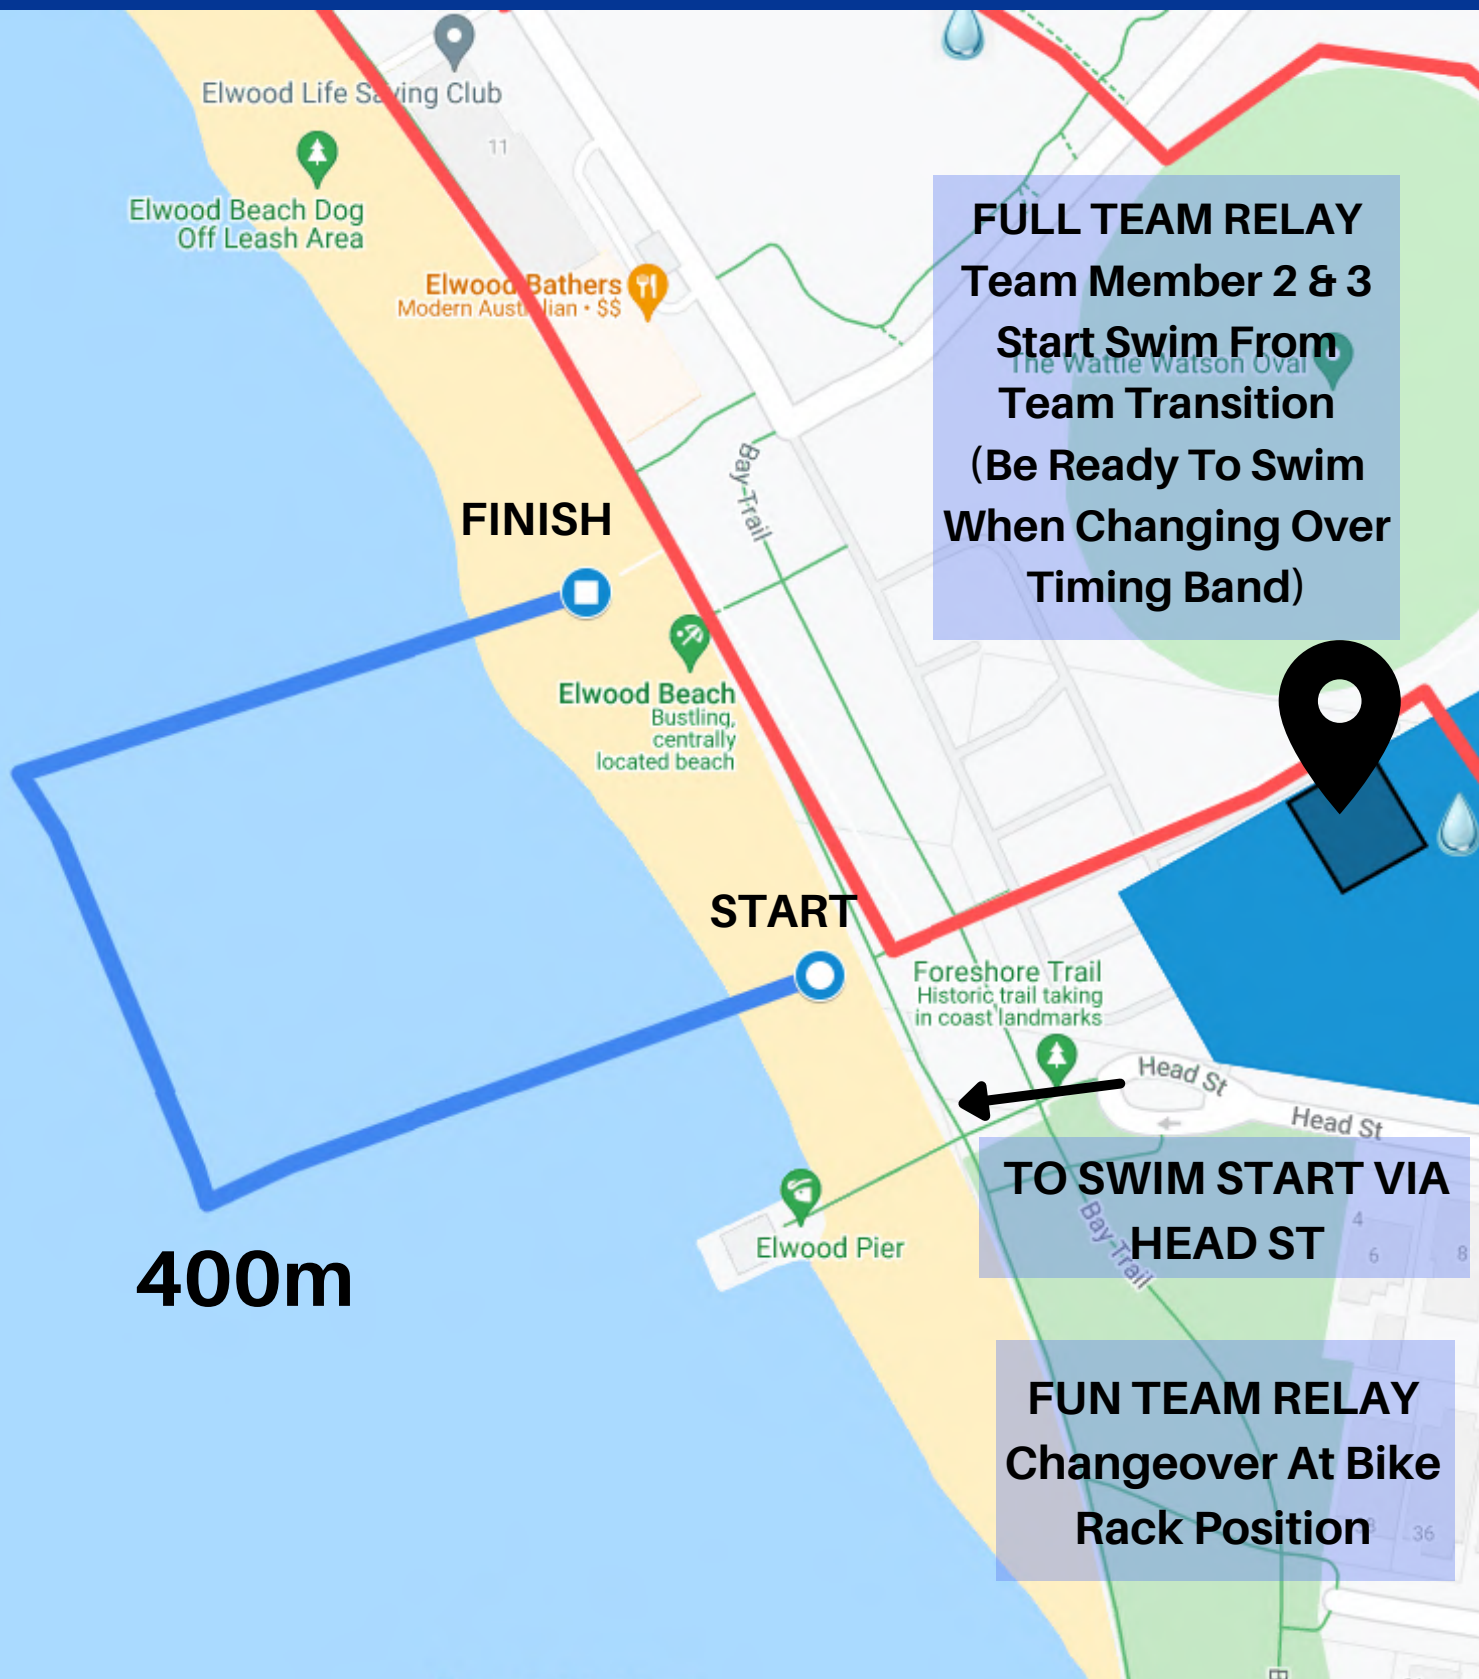 Elwood Life Saving Club
11
Elwood Beach Dog
Off Leash Area
Elwood Bathers
Modern Australian • $$
FULL TEAM RELAY
Team Member 2 & 3
Start Swim From
The Wattie Watson Oval
Team Transition
(Be Ready To Swim
When Changing Over
Timing Band)
Bay Trail
FINISH
Elwood Beach
Bustling,
centrally
located beach
START
Foreshore Trail
Historic trail taking
in coast landmarks
Head St
Head St
TO SWIM START VIA
HEAD ST
Bay Trail
4
6
8
Elwood Pier
400m
FUN TEAM RELAY
Changeover At Bike
Rack Position
36